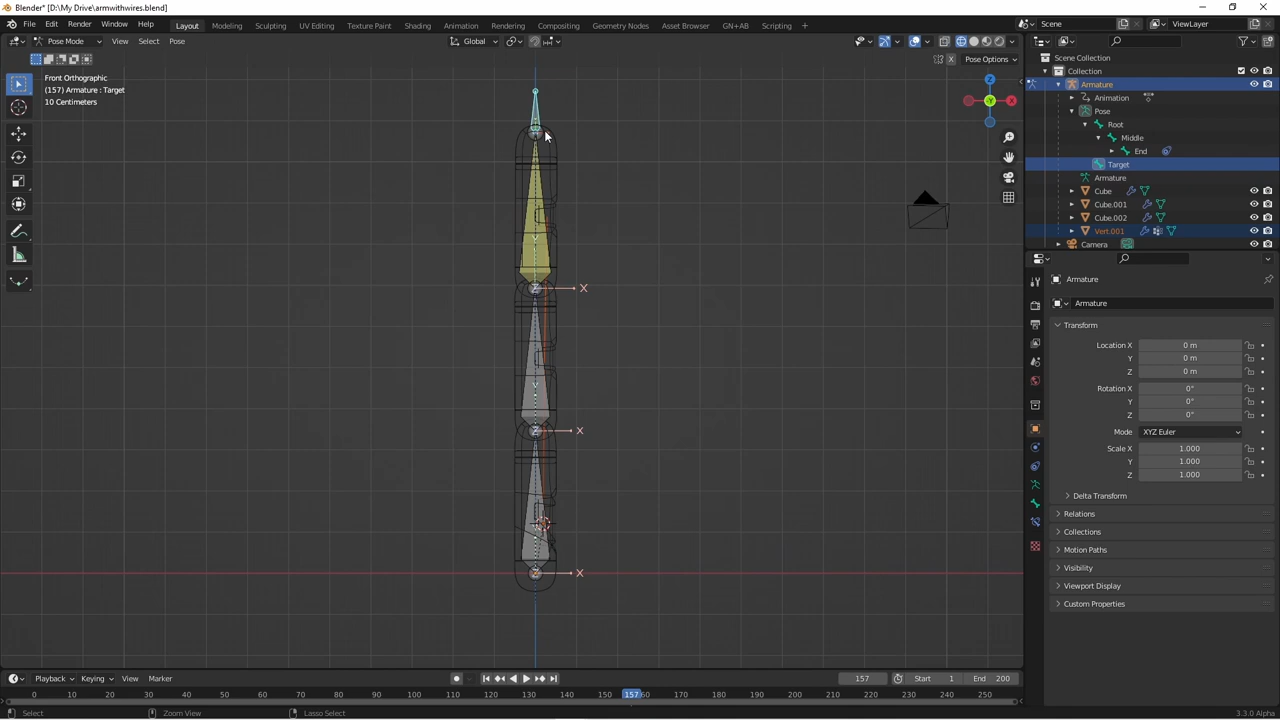 Blender* [D:\My Drive\armwithwires.blend]
File Edit Render Window Help Layout Modeling Sculpting UV Editing Texture Paint Shading Animation Rendering Compositing Geometry Nodes Asset Browser GN+AB Scripting + Scene ViewLayer
Pose Mode View Select Pose Global
X Pose Options
Front Orthographic
(157) Armature : Target
10 Centimeters
Z
Y
X
Z X
Y
Z X
Z X
Scene Collection
Collection
Armature
Animation
Pose
Root
Middle
End
Target
Armature
Cube
Cube.001
Cube.002
Vert.001
Camera
Armature
Armature
Transform
Location X 0 m
Y 0 m
Z 0 m
Rotation X 0°
Y 0°
Z 0°
Mode XYZ Euler
Scale X 1.000
Y 1.000
Z 1.000
Delta Transform
Relations
Collections
Motion Paths
Visibility
Viewport Display
Custom Properties
Playback Keying View Marker 157 Start 1 End 200
0 10 20 30 40 50 60 70 80 90 100 110 120 130 140 150 157 60 170 180 190 200 210 220 230 240 250
Select Zoom View Lasso Select 3.3.0 Alpha